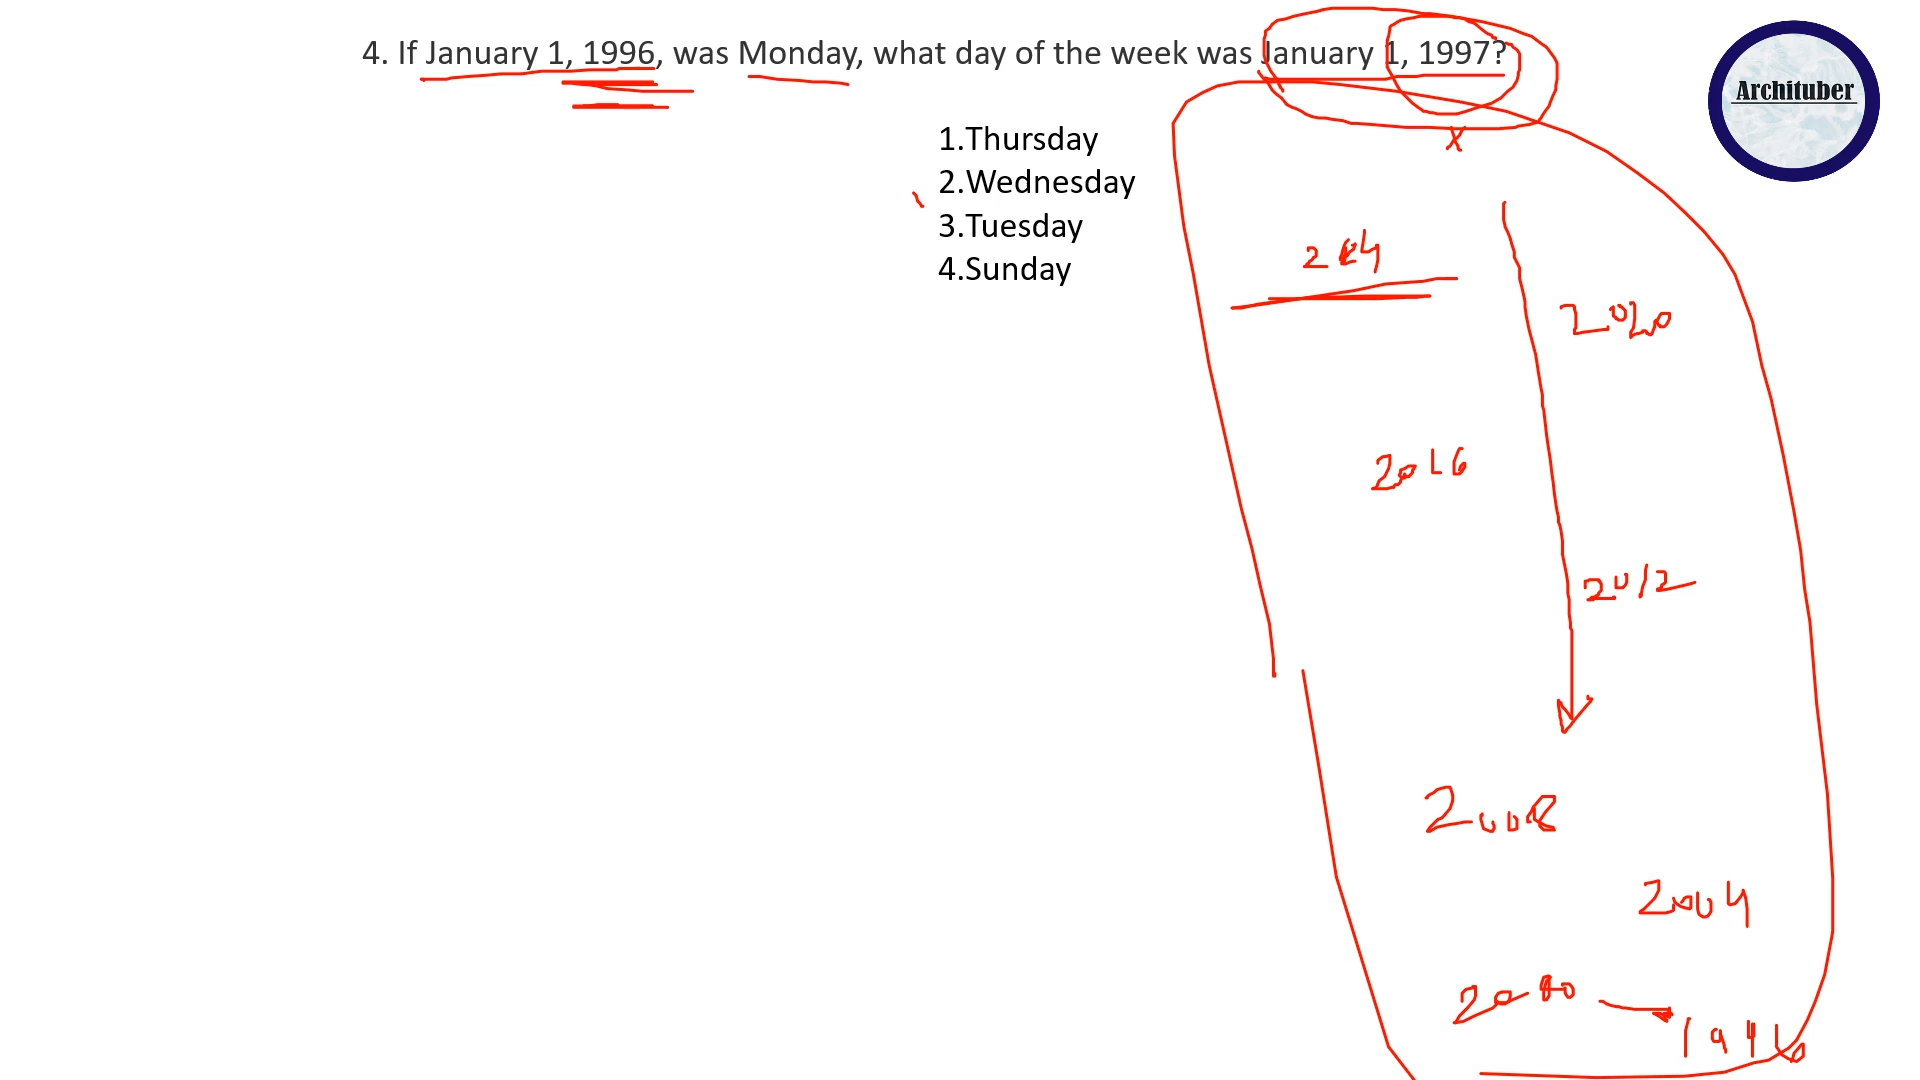 4. If January 1, 1996, was Monday, what day of the week was January 1, 1997?
Archituber
x
1.Thursday
2.Wednesday
3.Tuesday
4.Sunday
2020
2016
2012
2008
2004